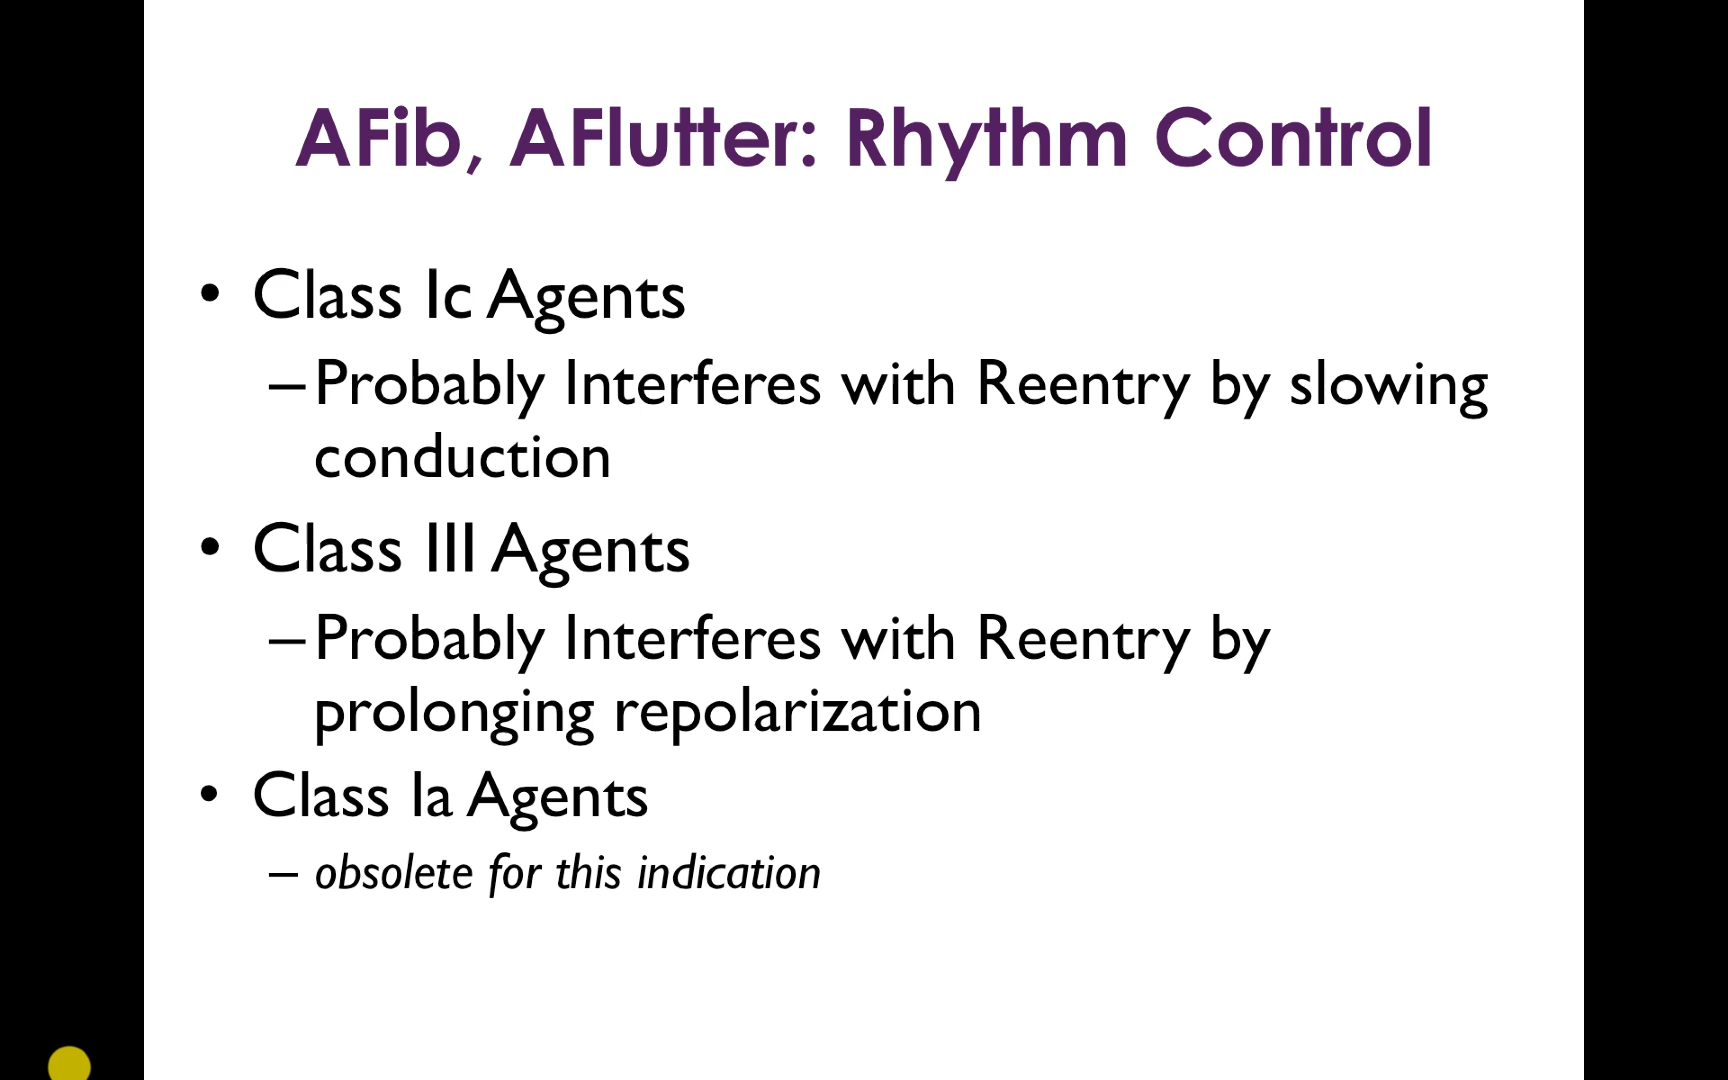 AFib, AFlutter: Rhythm Control
• Class Ic Agents
–Probably Interferes with Reentry by slowing
conduction
• Class III Agents
–Probably Interferes with Reentry by
prolonging repolarization
• Class Ia Agents
– obsolete for this indication